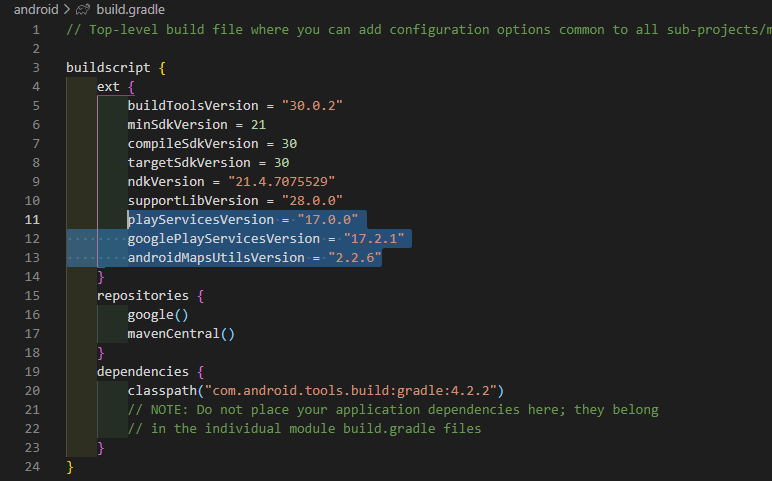 android > build.gradle
1 // Top-level build file where you can add configuration options common to all sub-projects/m
2
3 buildscript {
4 ext {
5 buildToolsVersion = "30.0.2"
6 minSdkVersion = 21
7 compileSdkVersion = 30
8 targetSdkVersion = 30
9 ndkVersion = "21.4.7075529"
10 supportLibVersion = "28.0.0"
11 playServicesVersion = "17.0.0"
12 googlePlayServicesVersion = "17.2.1"
13 androidMapsUtilsVersion = "2.2.6"
14 }
15 repositories {
16 google()
17 mavenCentral()
18 }
19 dependencies {
20 classpath("com.android.tools.build:gradle:4.2.2")
21 // NOTE: Do not place your application dependencies here; they belong
22 // in the individual module build.gradle files
23 }
24 }